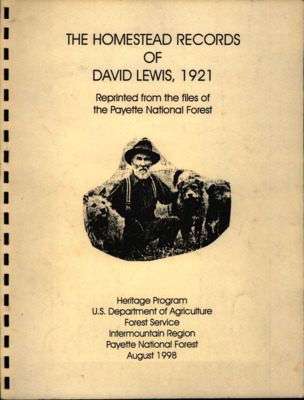 THE HOMESTEAD RECORDS
OF
DAVID LEWIS, 1921
Reprinted from the files of
the Payette National Forest
Heritage Program
U.S. Department of Agriculture
Forest Service
Intermountain Region
Payette National Forest
August 1998